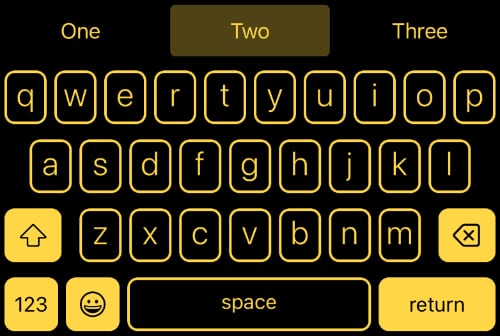 One Two Three
q w e r t y u i o p
a s d f g h j k l
z x c v b n m
123 space return